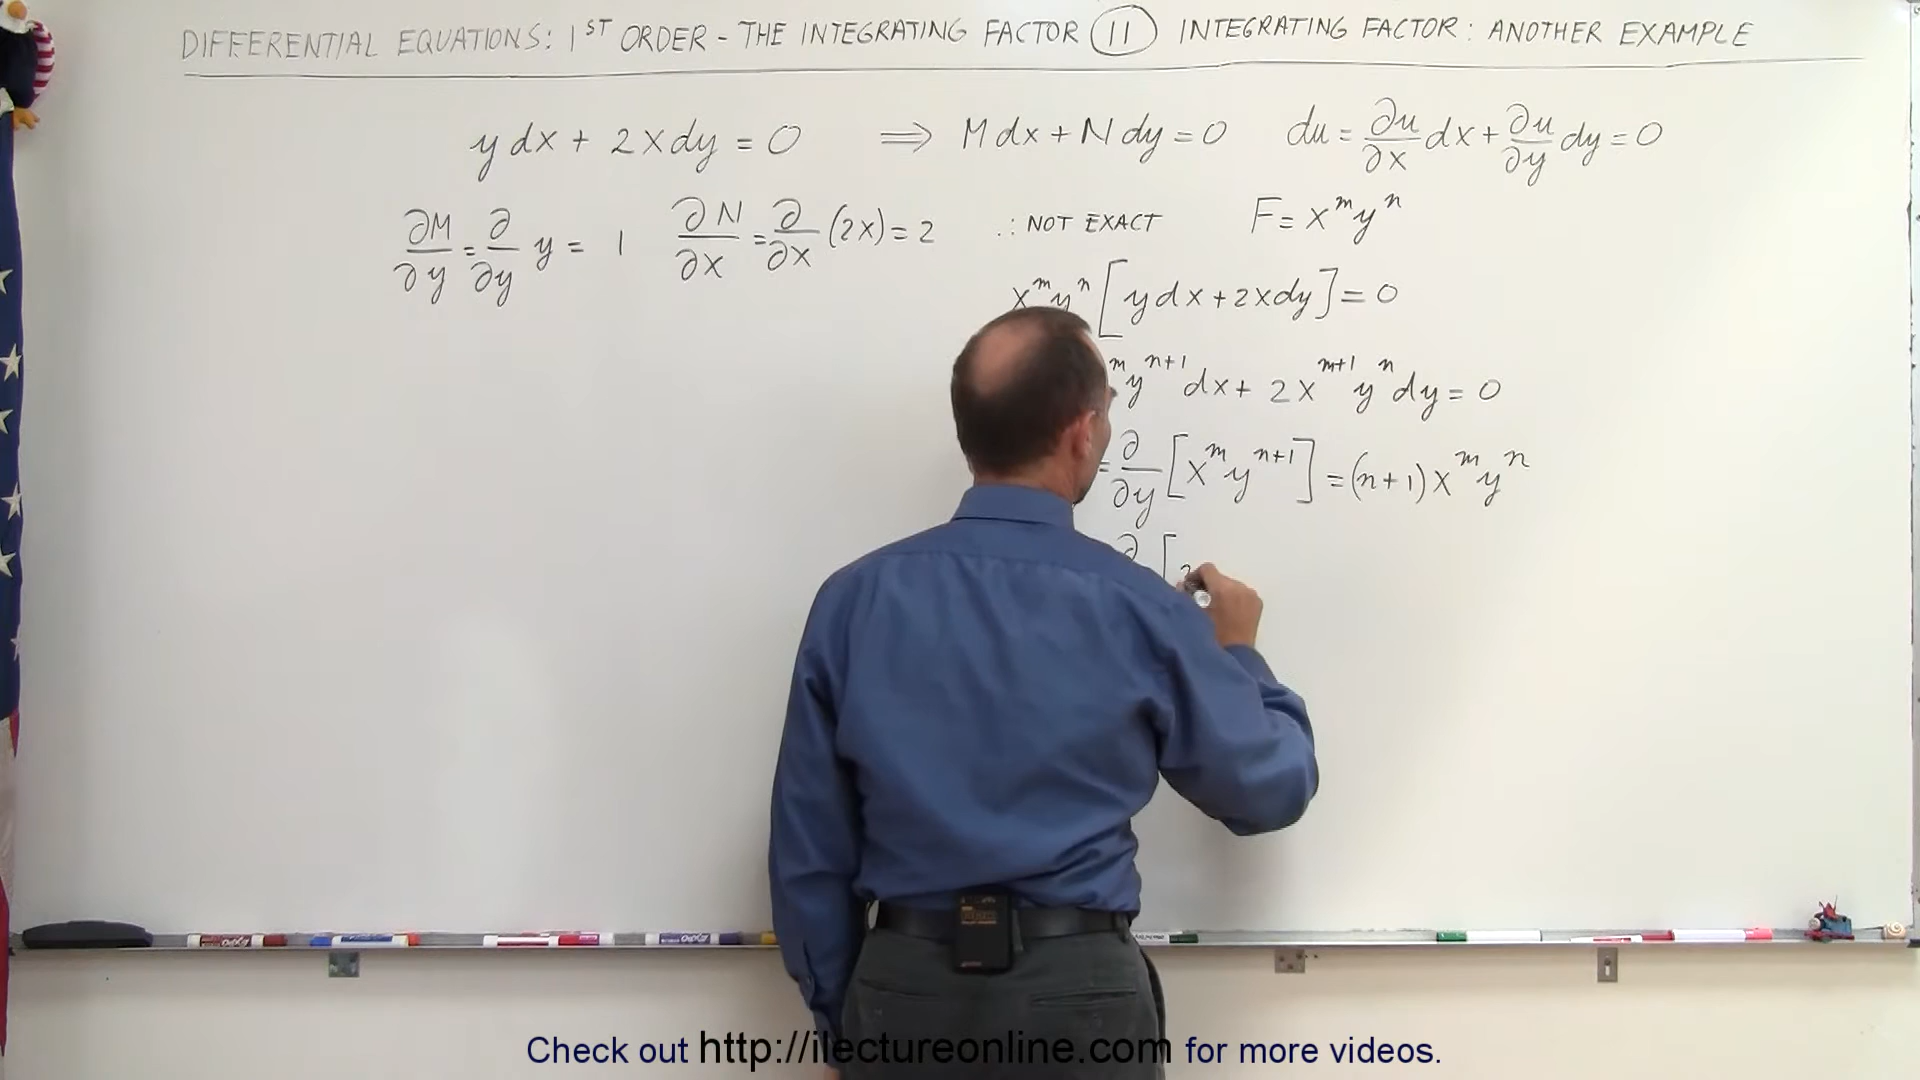 DIFFERENTIAL EQUATIONS: 1ST ORDER - THE INTEGRATING FACTOR 11 INTEGRATING FACTOR: ANOTHER EXAMPLE
y dx + 2x dy = 0 ⟹ M dx + N dy = 0 du = ∂u/∂x dx + ∂u/∂y dy = 0
∂M/∂y = ∂/∂y y = 1 ∂N/∂x = ∂/∂x (2x) = 2 ∴ NOT EXACT F = x^m y^n
x^m y^n [y dx + 2x dy] = 0
^m y^(n+1) dx + 2x^(m+1) y^n dy = 0
= ∂/∂y [x^m y^(n+1)] = (n+1) x^m y^n
∂ [2
Check out http://ilectureonline.com for more videos.